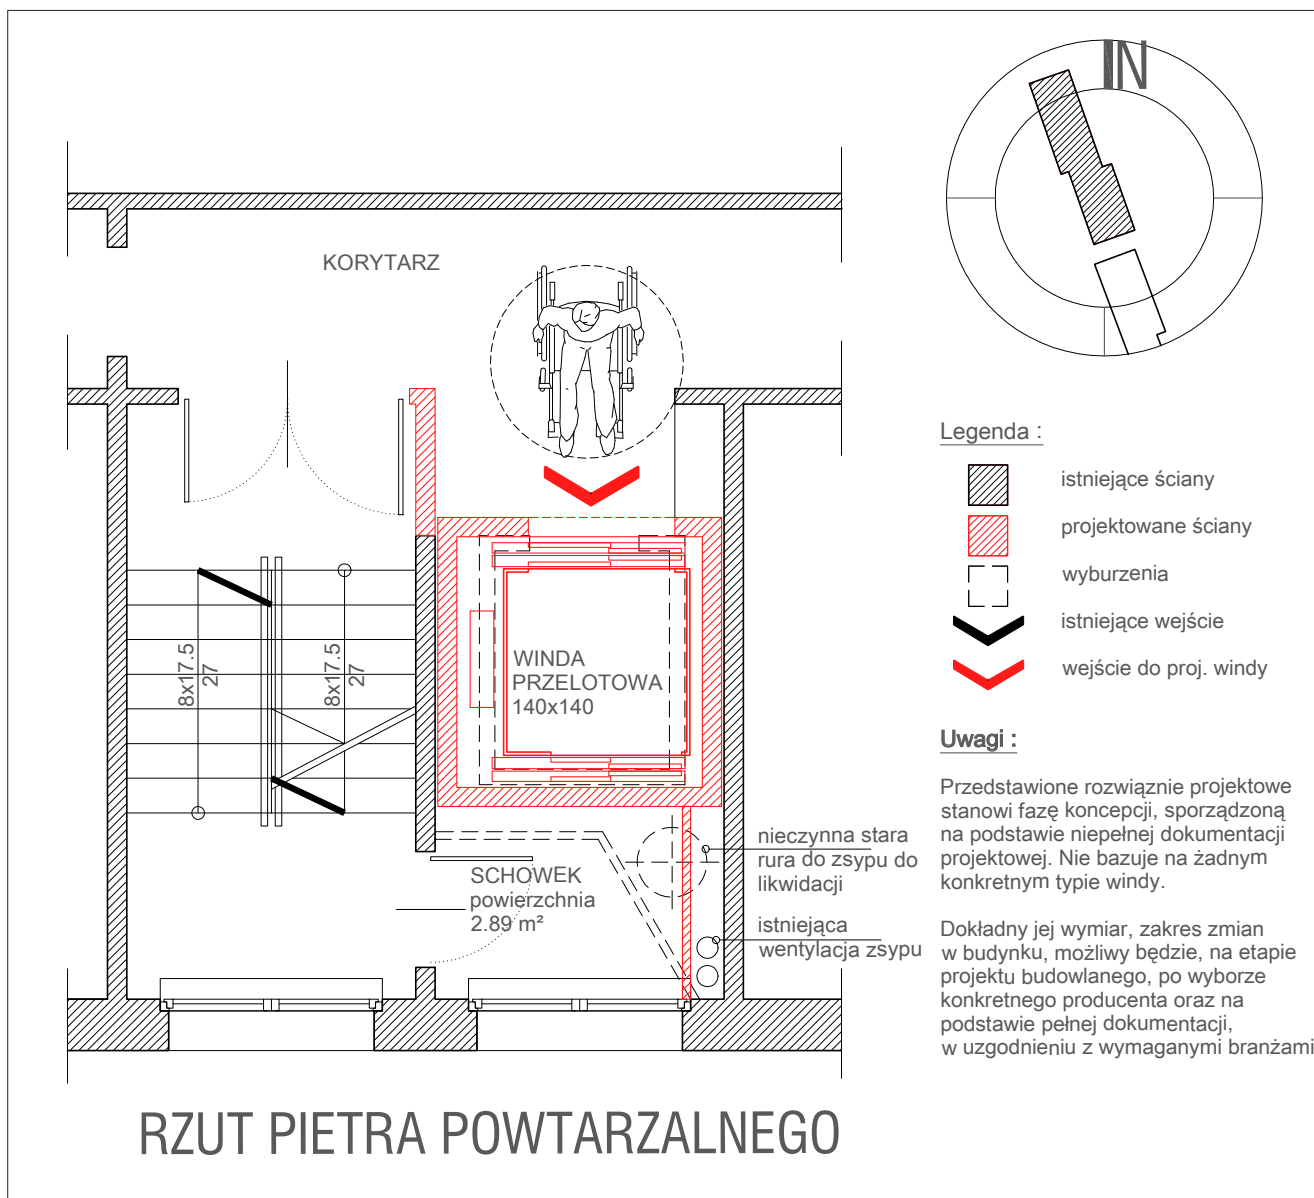 N
KORYTARZ
8x17.5
27
8x17.5
27
WINDA
PRZELOTOWA
140x140
SCHOWEK
powierzchnia
2.89 m²
nieczynna stara
rura do zsypu do
likwidacji
istniejąca
wentylacja zsypu
Legenda :
istniejące ściany
projektowane ściany
wyburzenia
istniejące wejście
wejście do proj. windy
Uwagi :
Przedstawione rozwiąznie projektowe
stanowi fazę koncepcji, sporządzoną
na podstawie niepełnej dokumentacji
projektowej. Nie bazuje na żadnym
konkretnym typie windy.
Dokładny jej wymiar, zakres zmian
w budynku, możliwy będzie, na etapie
projektu budowlanego, po wyborze
konkretnego producenta oraz na
podstawie pełnej dokumentacji,
w uzgodnieniu z wymaganymi branżami
RZUT PIETRA POWTARZALNEGO